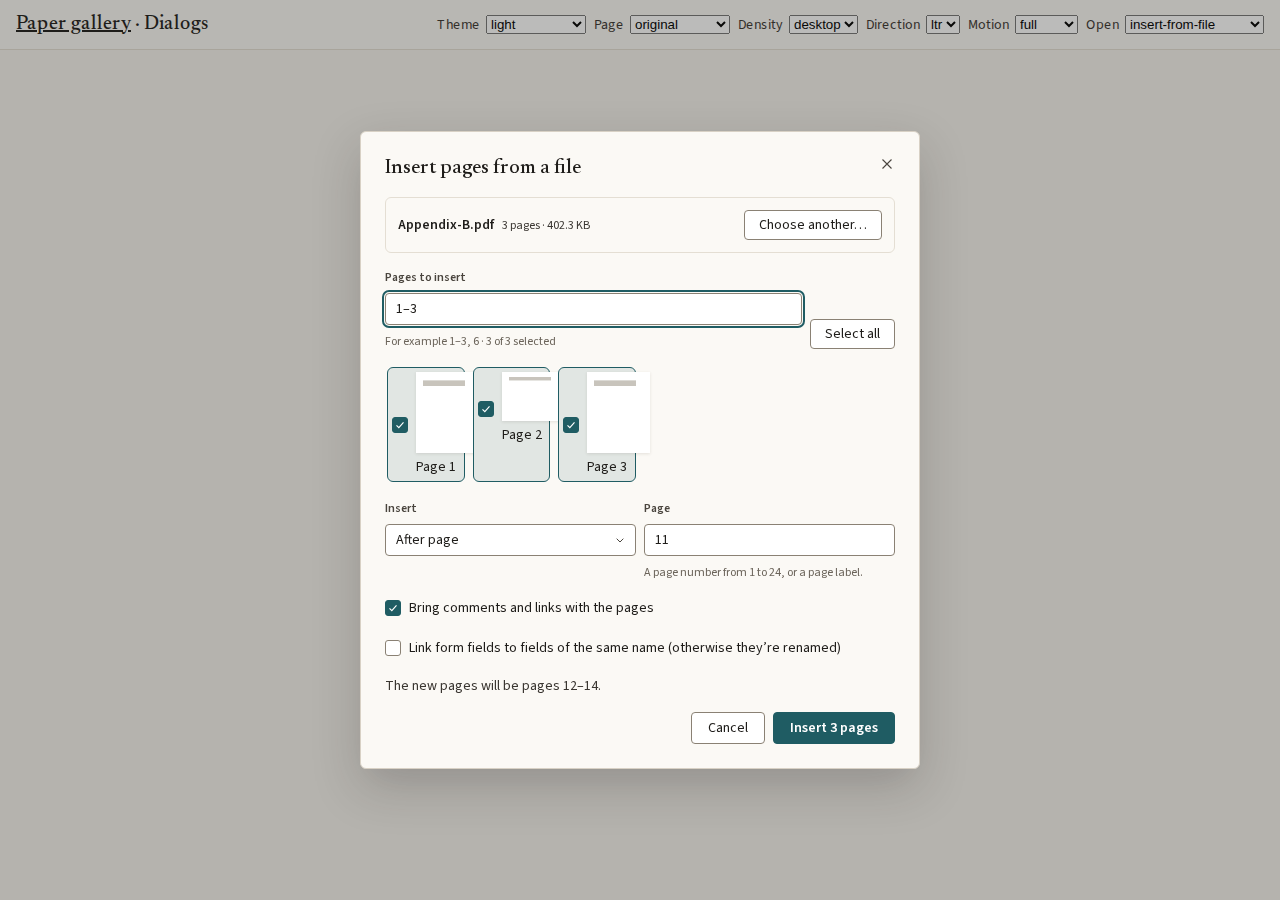 Paper gallery · Dialogs
Theme light Page original Density desktop Direction ltr Motion full Open insert-from-file
Insert pages from a file
Appendix-B.pdf 3 pages · 402.3 KB Choose another…
Pages to insert
1–3
Select all
For example 1–3, 6 · 3 of 3 selected
Page 1
Page 2
Page 3
Insert Page
After page 11
A page number from 1 to 24, or a page label.
Bring comments and links with the pages
Link form fields to fields of the same name (otherwise they’re renamed)
The new pages will be pages 12–14.
Cancel Insert 3 pages